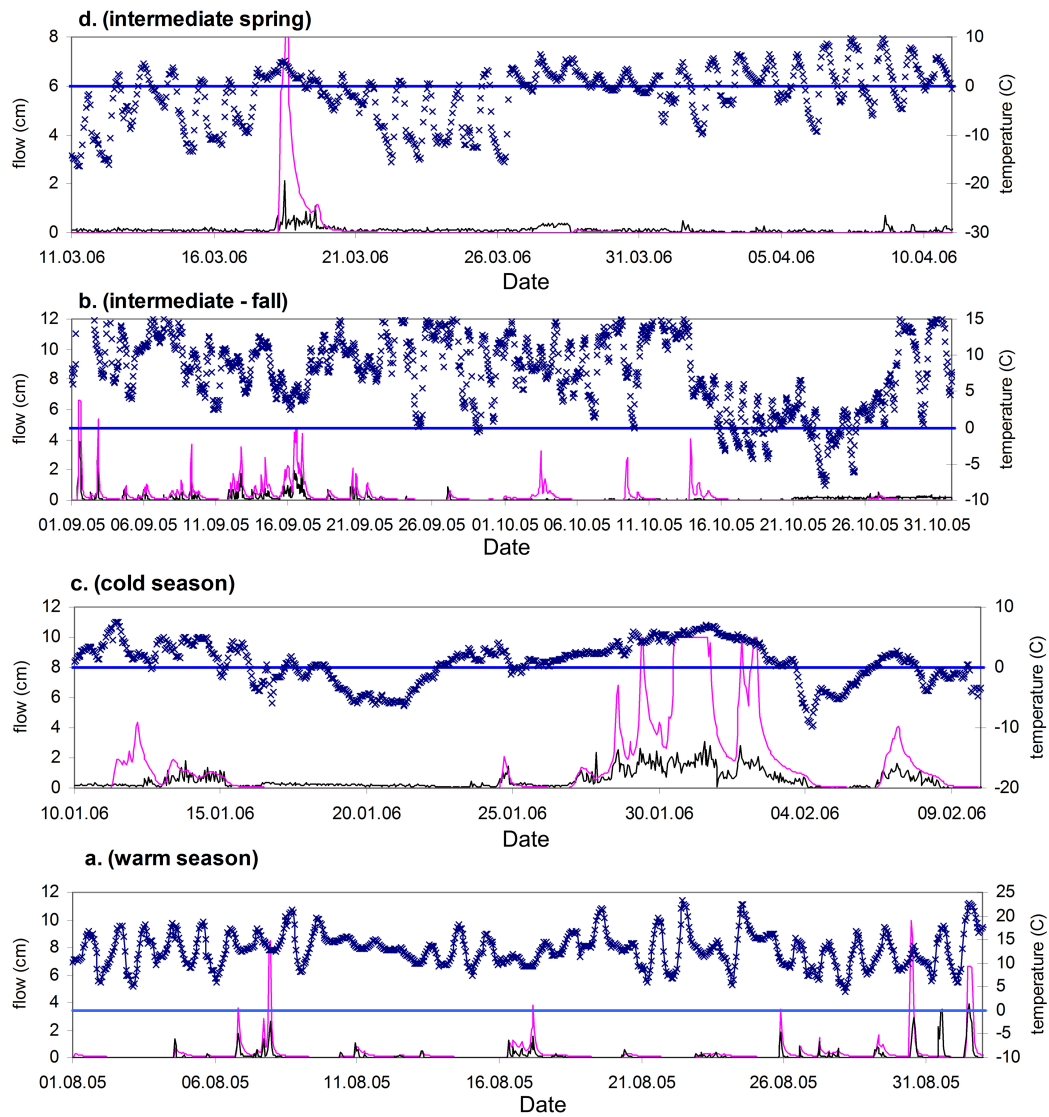 d. (intermediate spring)
8
6
4
2
0
flow (cm)
10
0
-10
-20
-30
temperature (C)
11.03.06 16.03.06 21.03.06 26.03.06 31.03.06 05.04.06 10.04.06
Date
b. (intermediate - fall)
12
10
8
6
4
2
0
flow (cm)
15
10
5
0
-5
-10
temperature (C)
01.09.05 06.09.05 11.09.05 16.09.05 21.09.05 26.09.05 01.10.05 06.10.05 11.10.05 16.10.05 21.10.05 26.10.05 31.10.05
Date
c. (cold season)
12
10
8
6
4
2
0
flow (cm)
10
0
-10
-20
temperature (C)
10.01.06 15.01.06 20.01.06 25.01.06 30.01.06 04.02.06 09.02.06
Date
a. (warm season)
12
10
8
6
4
2
0
flow (cm)
25
20
15
10
5
0
-5
-10
temperature (C)
01.08.05 06.08.05 11.08.05 16.08.05 21.08.05 26.08.05 31.08.05
Date